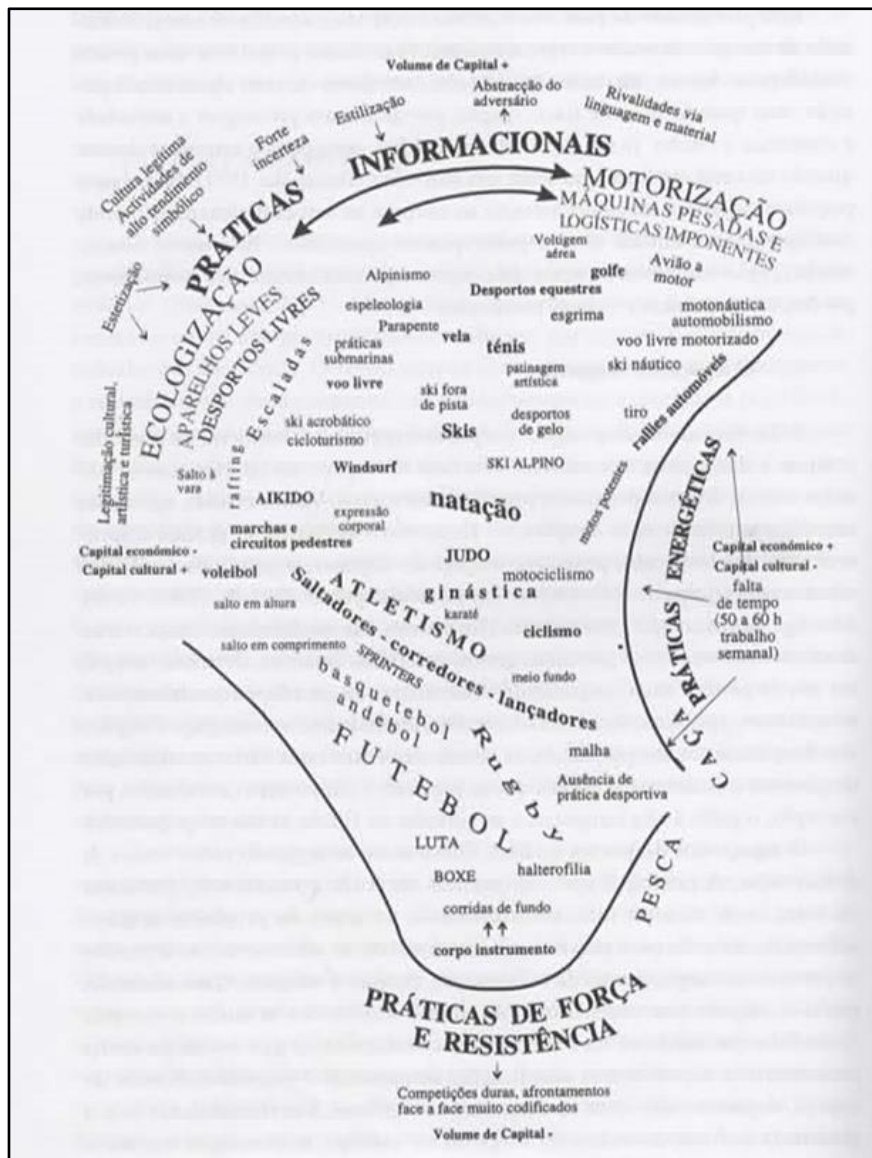 Volume de Capital +
Abstracção do
adversário
Rivalidades via
linguagem e material
Estilização
Forte
incerteza
Cultura legítima
Actividades de
alto rendimento
simbólico
Estetização
PRÁTICAS INFORMACIONAIS
MOTORIZAÇÃO
MÁQUINAS PESADAS E
LOGÍSTICAS IMPONENTES
ECOLOGIZAÇÃO
APARELHOS LEVES
DESPORTOS LIVRES
Voltigem
aérea
golfe
Avião a
motor
Alpinismo
Desportos equestres
espeleologia
esgrima
motonáutica
automobilismo
Parapente
vela
ténis
voo livre motorizado
práticas
submarinas
patinagem
artística
ski náutico
voo livre
ski fora
de pista
rafting escaladas
ski acrobático
cicloturismo
Skis
desportos
de gelo
tiro
rallies automóveis
Legitimação cultural,
artística e turística
Salto à
vara
Windsurf
SKI ALPINO
motios potentes
AIKIDO
expressão
corporal
natação
marchas e
circuitos pedestres
Capital económico -
Capital cultural +
PRÁTICAS ENERGÉTICAS
Capital económico +
Capital cultural -
falta
de tempo
(50 a 60 h
trabalho
semanal)
JUDO
voleibol
motociclismo
ATLETISMO
ginástica
salto em altura
karaté
Saltadores, corredores, lançadores
ciclismo
salto em comprimento
SPRINTERS
meio fundo
basquetebol
andebol
FUTEBOL
Rugby
malha
CAÇA
Ausência de
prática desportiva
LUTA
BOXE
halterofilia
PESCA
corridas de fundo
corpo instrumento
PRÁTICAS DE FORÇA
E RESISTÊNCIA
Competições duras, afrontamentos
face a face muito codificados
Volume de Capital -